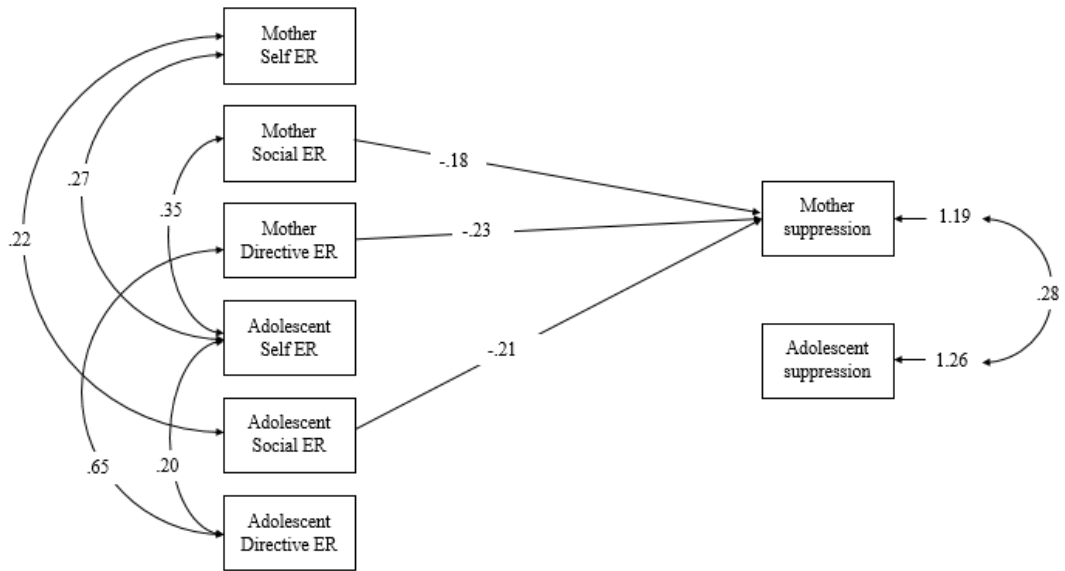 Mother
Self ER
Mother
Social ER
Mother
Directive ER
Adolescent
Self ER
Adolescent
Social ER
Adolescent
Directive ER
.22
.27
.35
.65
.20
-.18
-.23
-.21
Mother
suppression
Adolescent
suppression
1.19
1.26
.28